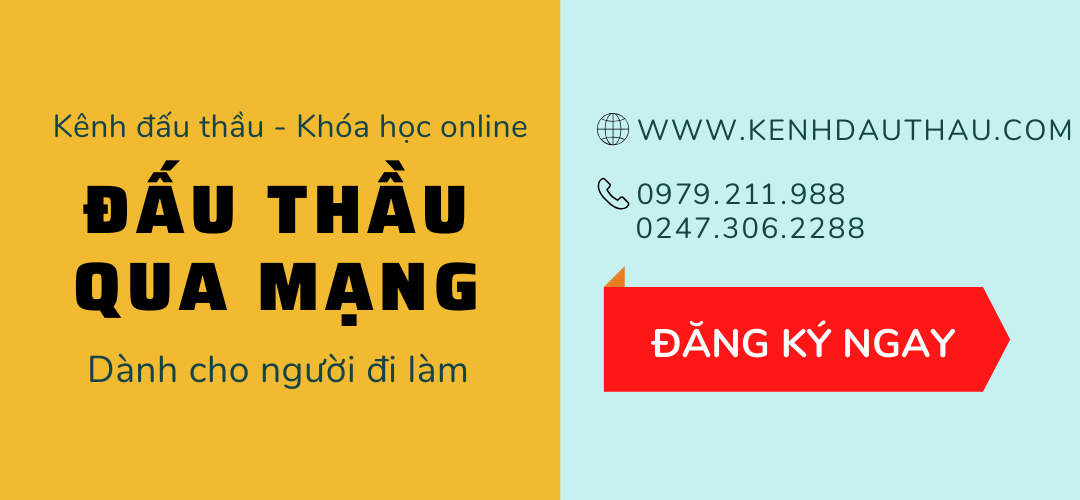 Kênh đấu thầu - Khóa học online
ĐẤU THẦU
QUA MẠNG
Dành cho người đi làm
WWW.KENHDAUTHAU.COM
0979.211.988
0247.306.2288
ĐĂNG KÝ NGAY